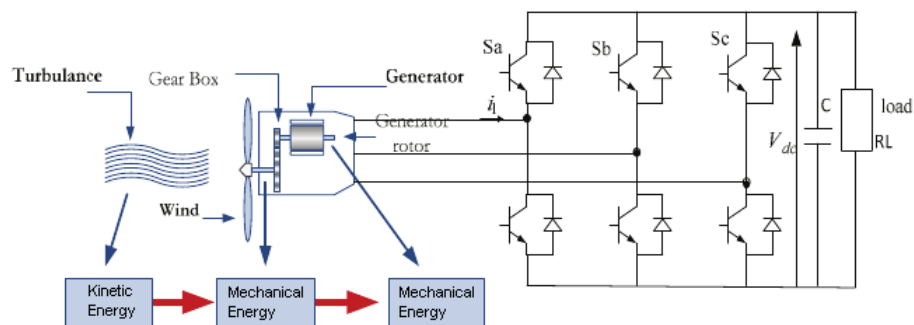 Turbulance
Gear Box
Generator
Generator
rotor
Wind
Kinetic
Energy
Mechanical
Energy
Mechanical
Energy
i1
Sa
Sb
Sc
Vdc
C
load
RL